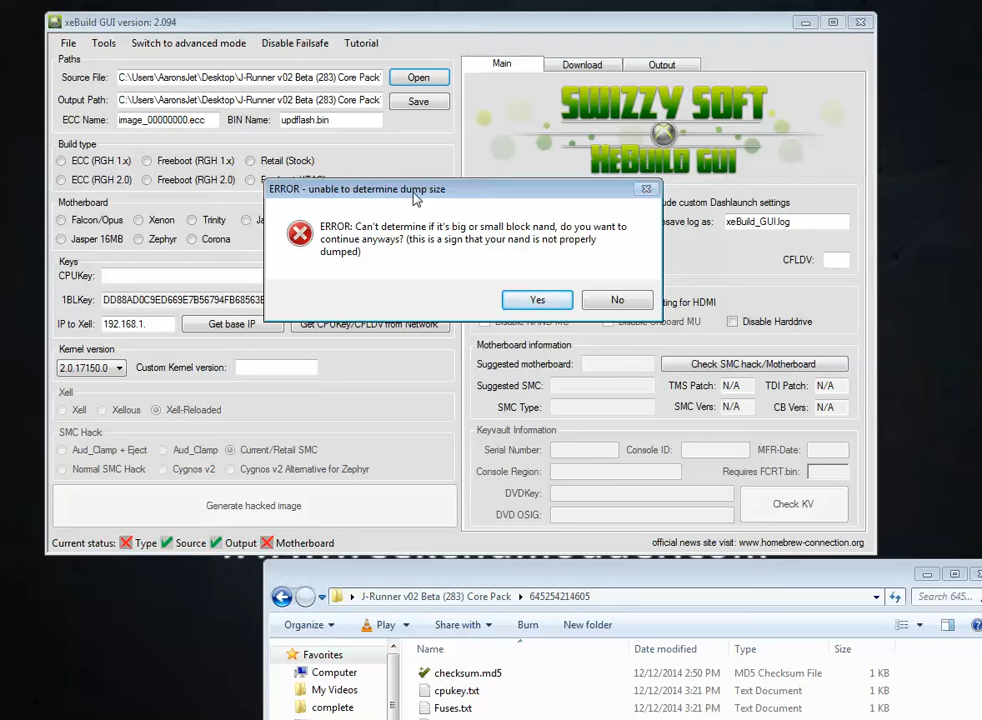 xeBuild GUI version: 2.094
File Tools Switch to advanced mode Disable Failsafe Tutorial
Paths
Source File: C:\Users\AaronsJet\Desktop\J-Runner v02 Beta (283) Core Pack\ Open
Output Path: C:\Users\AaronsJet\Desktop\J-Runner v02 Beta (283) Core Pack\ Save
ECC Name: image_00000000.ecc BIN Name: updflash.bin
Build type
ECC (RGH 1.x) Freeboot (RGH 1.x) Retail (Stock)
ECC (RGH 2.0) Freeboot (RGH 2.0)
Motherboard
Falcon/Opus Xenon Trinity
Jasper 16MB Zephyr Corona
Keys
CPUKey:
1BLKey: DD88AD0C9ED669E7B56794FB68563E
IP to Xell: 192.168.1. Get base IP Get CPUKey/CFLDV from Network
Kernel version
2.0.17150.0 Custom Kernel version:
Xell
Xell Xellous Xell-Reloaded
SMC Hack
Aud_Clamp + Eject Aud_Clamp Current/Retail SMC
Normal SMC Hack Cygnos v2 Cygnos v2 Alternative for Zephyr
Generate hacked image
Current status: Type Source Output Motherboard
Main Download Output
SWIZZY SOFT
XEBUILD GUI
ERROR - unable to determine dump size
ERROR: Can't determine if it's big or small block nand, do you want to
continue anyways? (this is a sign that your nand is not properly
dumped)
Yes No
custom Dashlaunch settings
save log as: xeBuild_GUI.log
CFLDV:
ting for HDMI
Disable NAND MU Disable Onboard MU Disable Harddrive
Motherboard information
Suggested motherboard: Check SMC hack/Motherboard
Suggested SMC: TMS Patch: N/A TDI Patch: N/A
SMC Type: SMC Vers: N/A CB Vers: N/A
Keyvault Information
Serial Number: Console ID: MFR-Date:
Console Region: Requires FCRT.bin:
DVDKey:
DVD OSIG: Check KV
official news site visit: www.homebrew-connection.org
J-Runner v02 Beta (283) Core Pack 645254214605 Search 645...
Organize Play Share with Burn New folder
Favorites
Computer
My Videos
complete
Name Date modified Type Size
checksum.md5 12/12/2014 2:50 PM MD5 Checksum File 1 KB
cpukey.txt 12/12/2014 3:21 PM Text Document 1 KB
Fuses.txt 12/12/2014 3:21 PM Text Document 1 KB